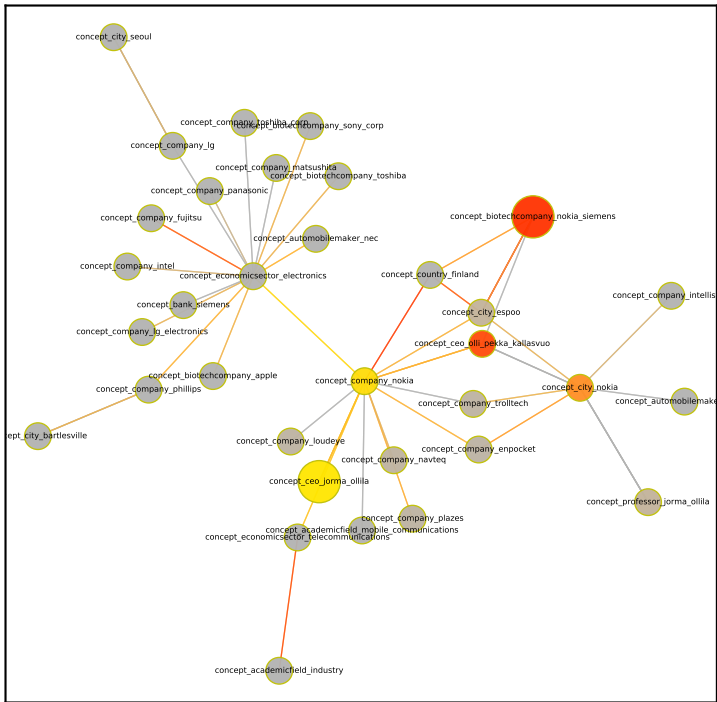 concept_city_seoul
concept_company_toshiba_corp
concept_biotechcompany_sony_corp
concept_company_lg
concept_company_matsushita
concept_biotechcompany_toshiba
concept_company_panasonic
concept_company_fujitsu
concept_biotechcompany_nokia_siemens
concept_automobilemaker_nec
concept_company_intel
concept_economicsector_electronics
concept_country_finland
concept_company_intellis
concept_bank_siemens
concept_city_espoo
concept_company_lg_electronics
concept_ceo_olli_pekka_kallasvuo
concept_biotechcompany_apple
concept_company_nokia
concept_company_phillips
concept_city_nokia
concept_company_trolltech
concept_automobilemake
ept_city_bartlesville
concept_company_loudeye
concept_company_enpocket
concept_company_navteq
concept_ceo_jorma_ollila
concept_professor_jorma_ollila
concept_company_plazes
concept_academicfield_mobile_communications
concept_economicsector_telecommunications
concept_academicfield_industry